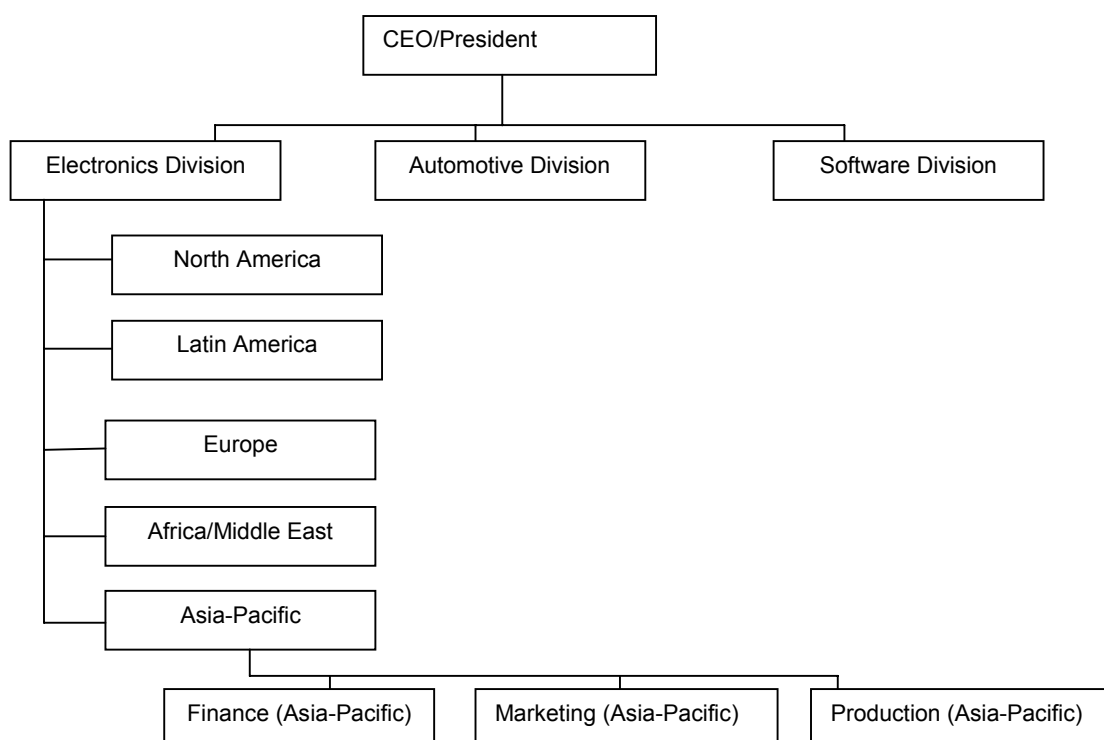 CEO/President
Electronics Division
Automotive Division
Software Division
North America
Latin America
Europe
Africa/Middle East
Asia-Pacific
Finance (Asia-Pacific)
Marketing (Asia-Pacific)
Production (Asia-Pacific)